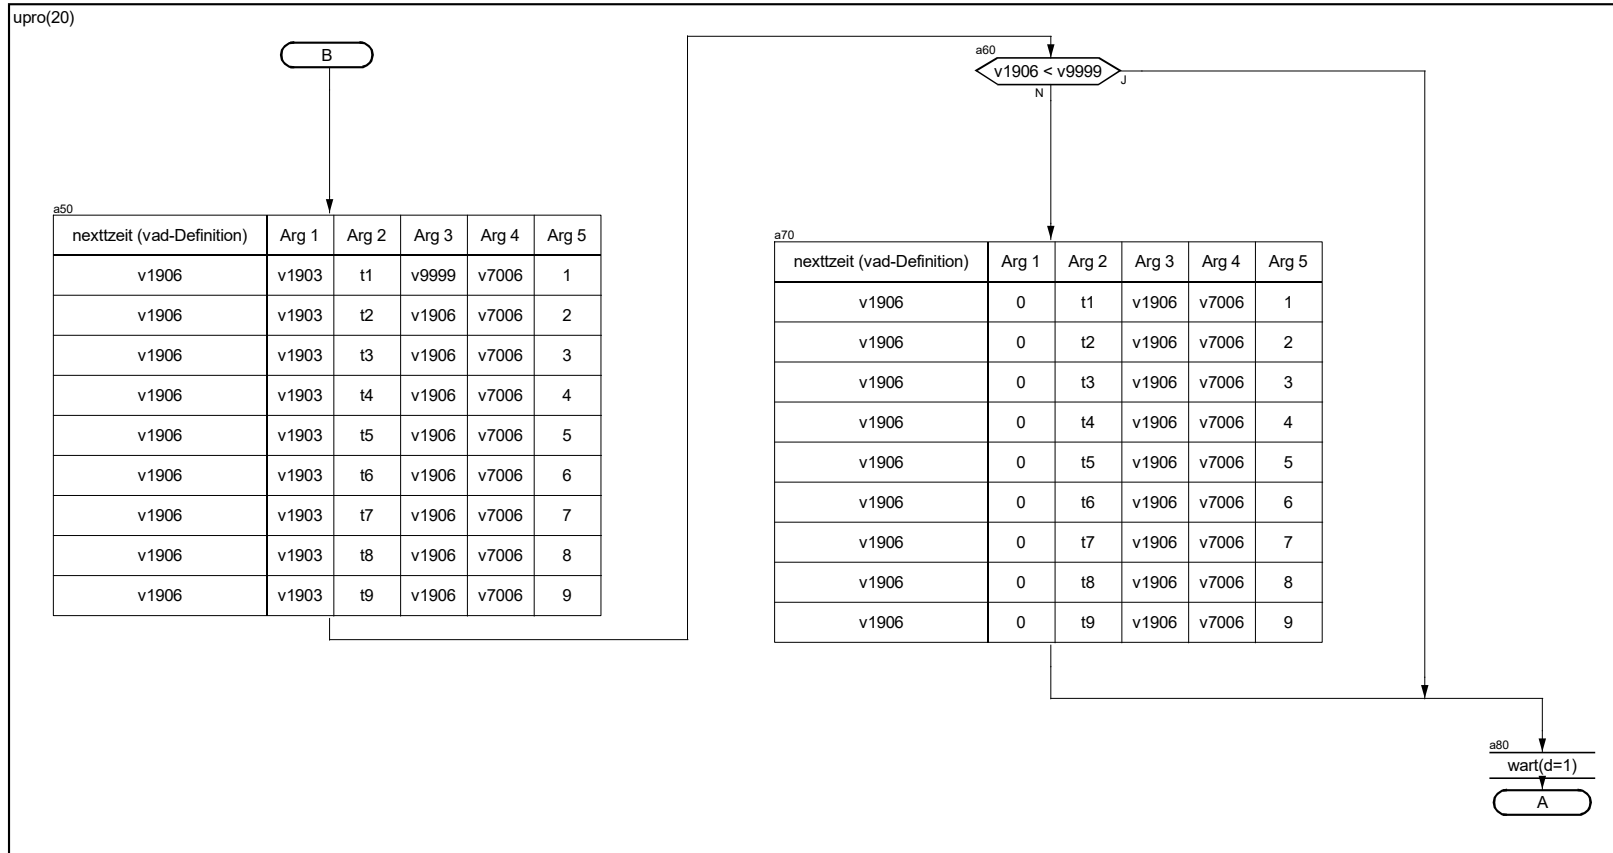 upro(20)
B
a50
nexttzeit (vad-Definition) Arg 1 Arg 2 Arg 3 Arg 4 Arg 5
v1906 v1903 t1 v9999 v7006 1
v1906 v1903 t2 v1906 v7006 2
v1906 v1903 t3 v1906 v7006 3
v1906 v1903 t4 v1906 v7006 4
v1906 v1903 t5 v1906 v7006 5
v1906 v1903 t6 v1906 v7006 6
v1906 v1903 t7 v1906 v7006 7
v1906 v1903 t8 v1906 v7006 8
v1906 v1903 t9 v1906 v7006 9
a60
v1906 < v9999
J
N
a70
nexttzeit (vad-Definition) Arg 1 Arg 2 Arg 3 Arg 4 Arg 5
v1906 0 t1 v1906 v7006 1
v1906 0 t2 v1906 v7006 2
v1906 0 t3 v1906 v7006 3
v1906 0 t4 v1906 v7006 4
v1906 0 t5 v1906 v7006 5
v1906 0 t6 v1906 v7006 6
v1906 0 t7 v1906 v7006 7
v1906 0 t8 v1906 v7006 8
v1906 0 t9 v1906 v7006 9
a80
wart(d=1)
A